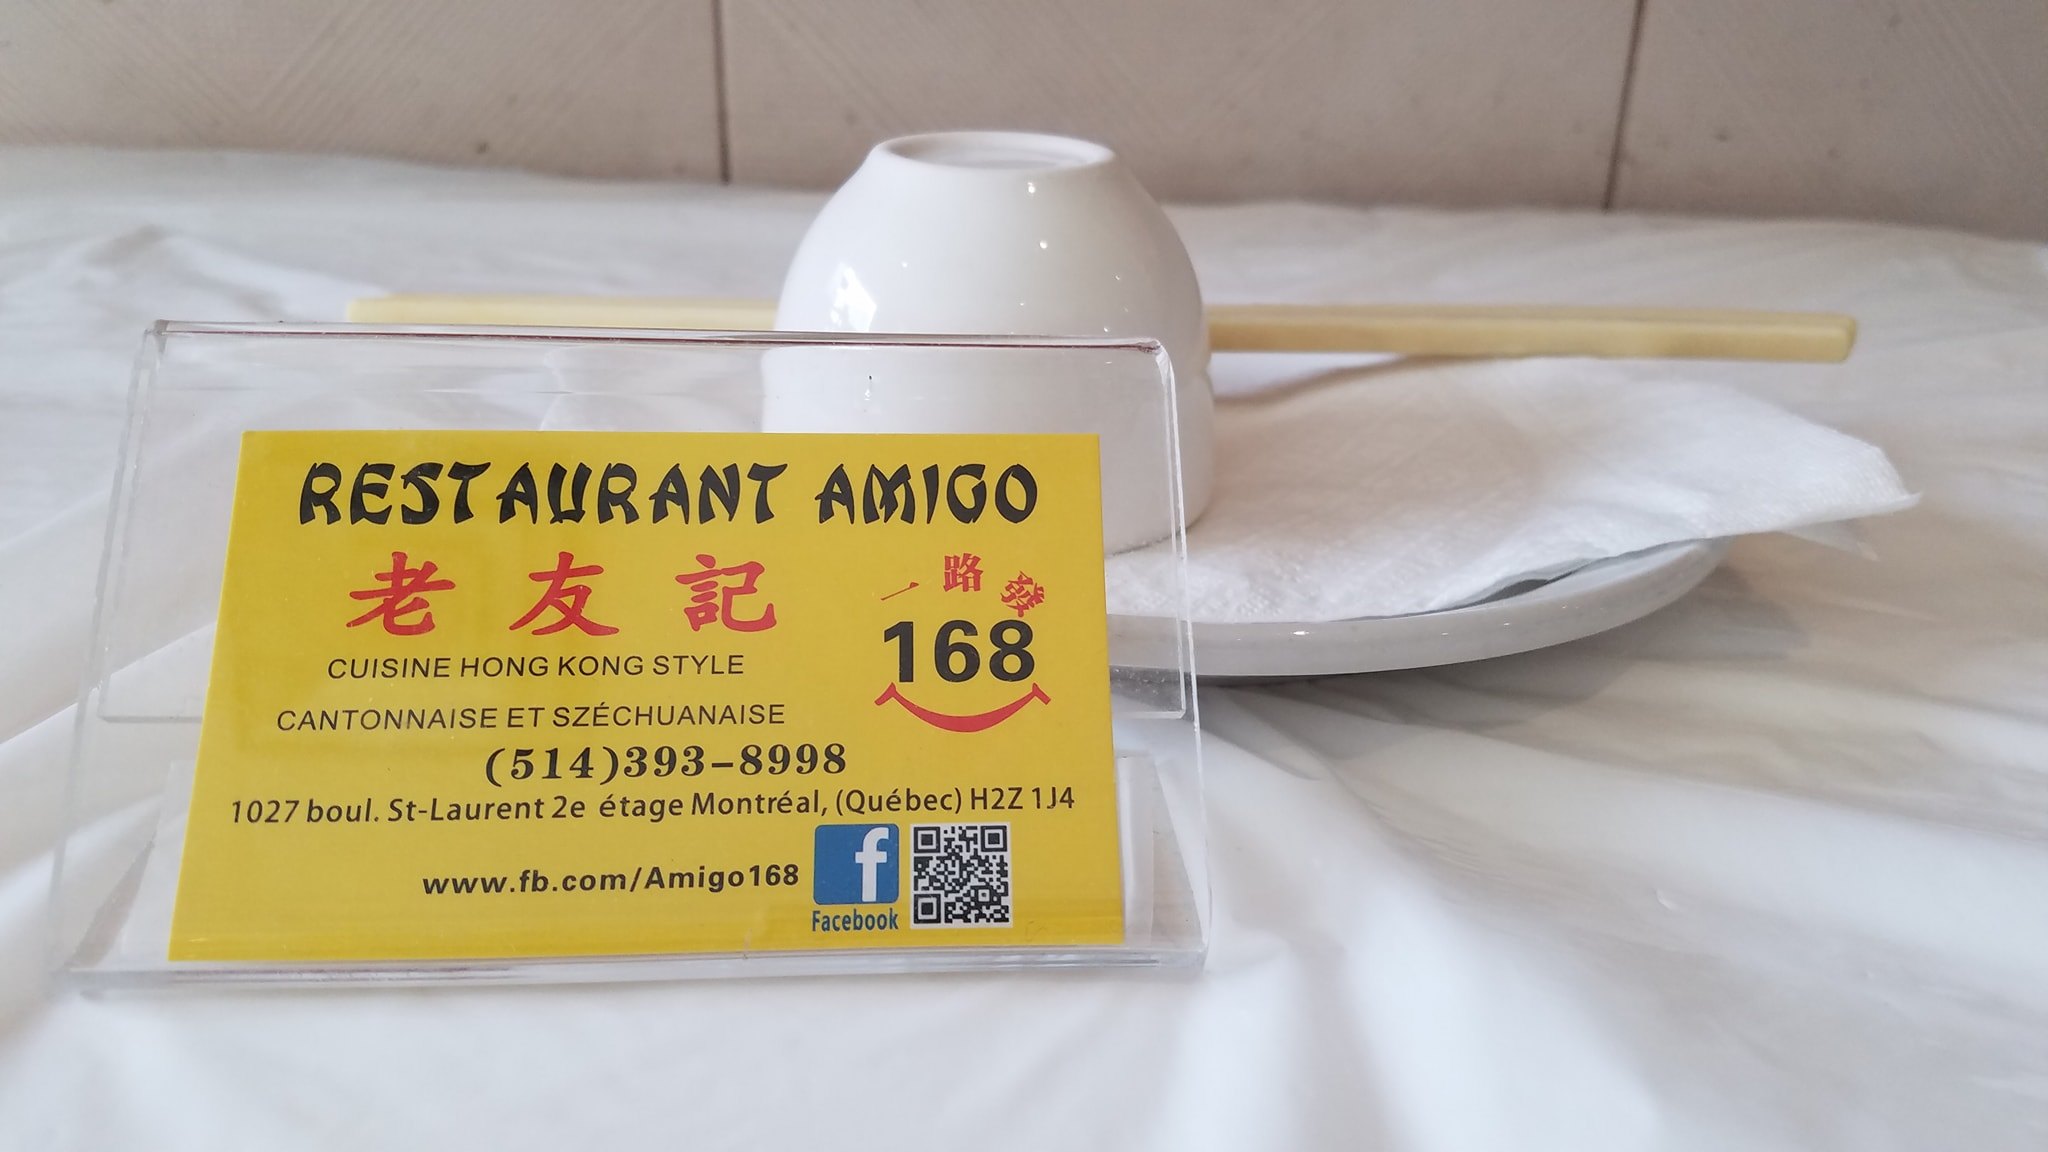 RESTAURANT AMIGO
老友記
一路發
168
CUISINE HONG KONG STYLE
CANTONNAISE ET SZÉCHUANAISE
(514)393-8998
1027 boul. St-Laurent 2e étage Montréal, (Québec) H2Z 1J4
www.fb.com/Amigo168
f
Facebook